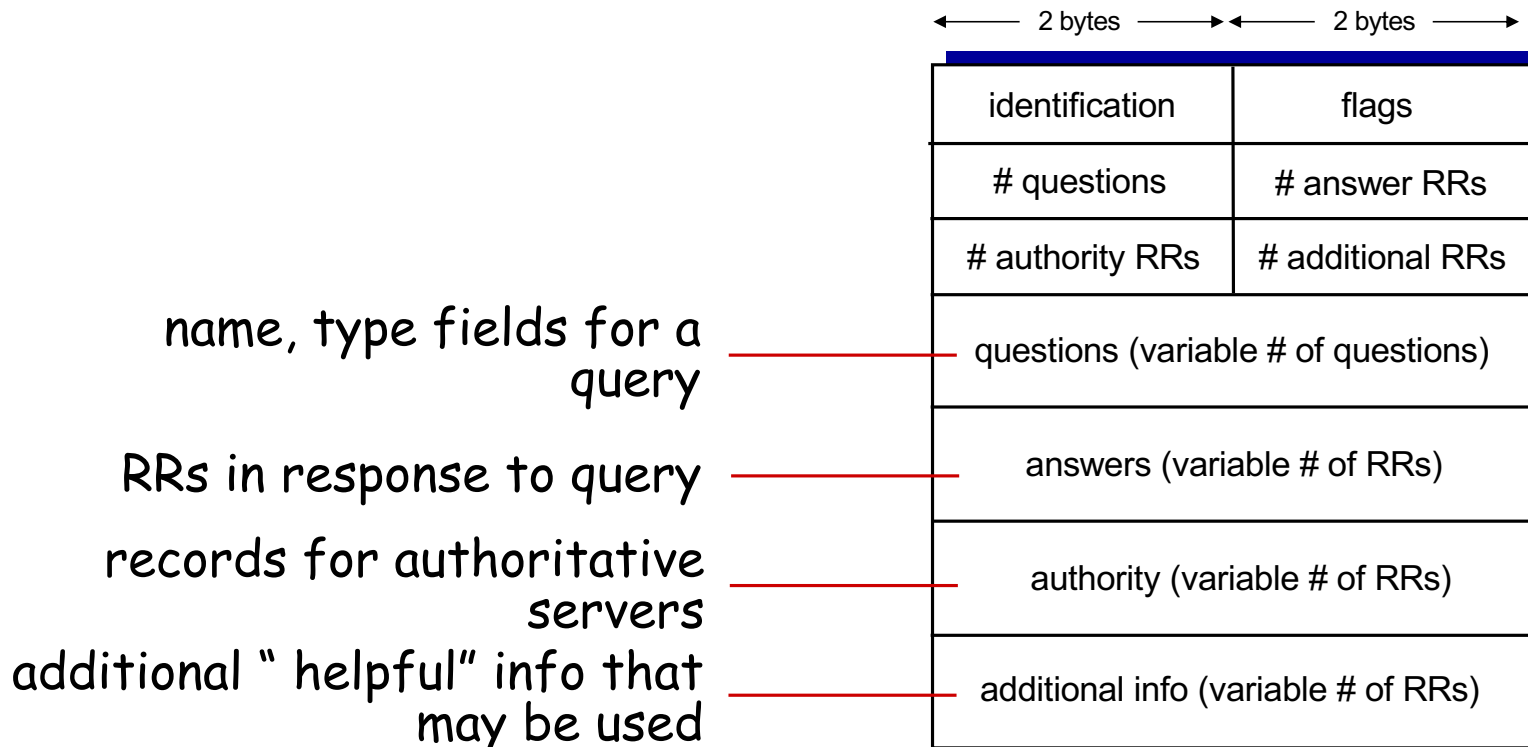 2 bytes 2 bytes
identification flags
# questions # answer RRs
# authority RRs # additional RRs
name, type fields for a
query
questions (variable # of questions)
RRs in response to query
answers (variable # of RRs)
records for authoritative
servers
authority (variable # of RRs)
additional “ helpful” info that
may be used
additional info (variable # of RRs)